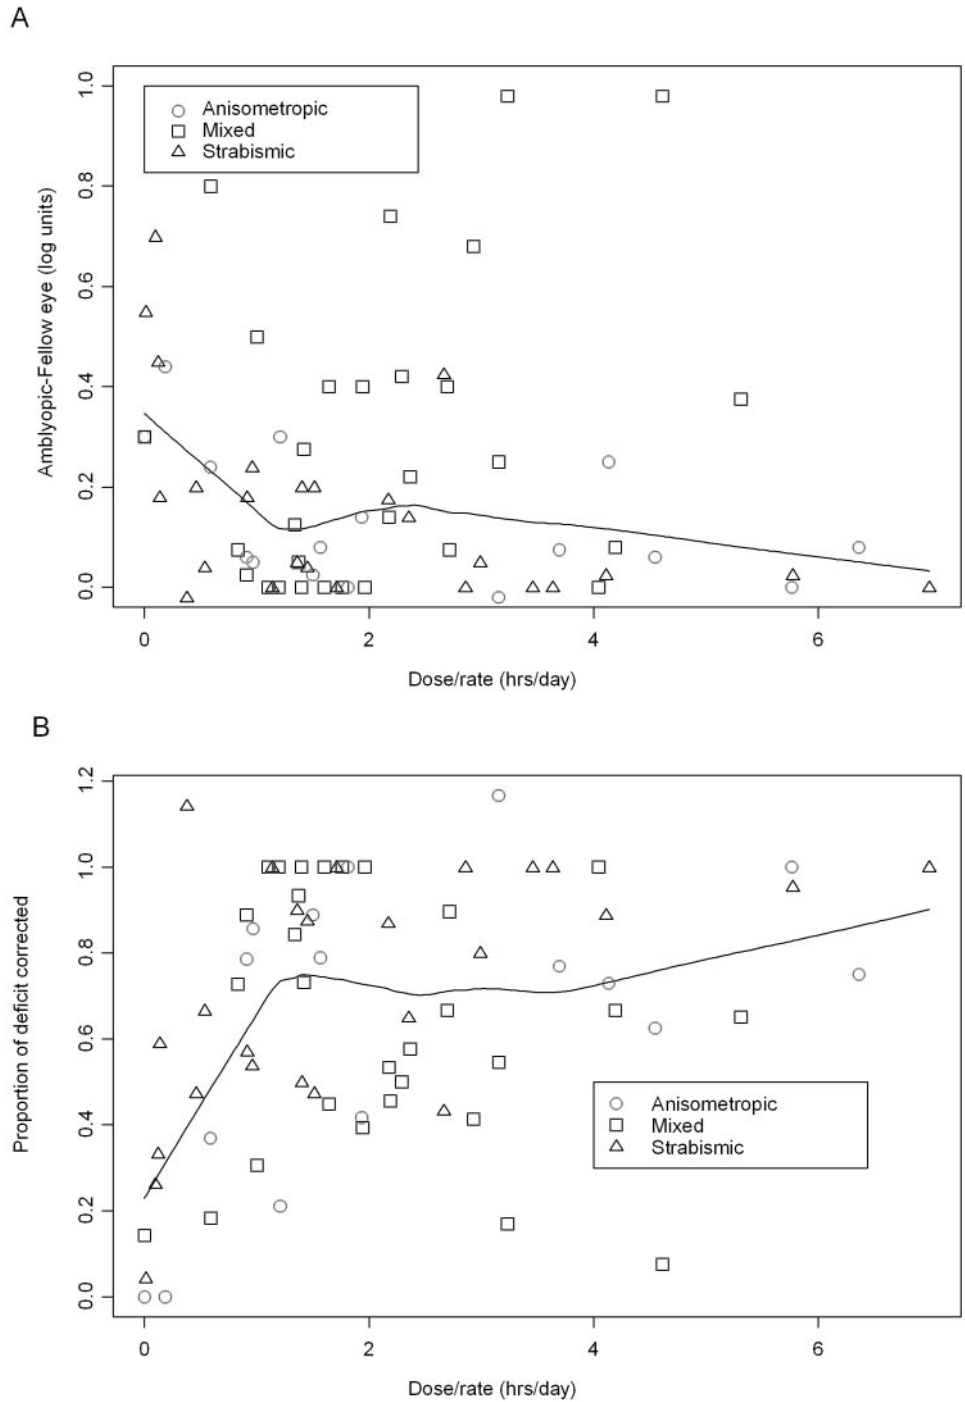 A
Amblyopic-Fellow eye (log units)
1.0
0.8
0.6
0.4
0.2
0.0
Anisometropic
Mixed
Strabismic
0 2 4 6
Dose/rate (hrs/day)
B
Proportion of deficit corrected
1.2
1.0
0.8
0.6
0.4
0.2
0.0
Anisometropic
Mixed
Strabismic
0 2 4 6
Dose/rate (hrs/day)